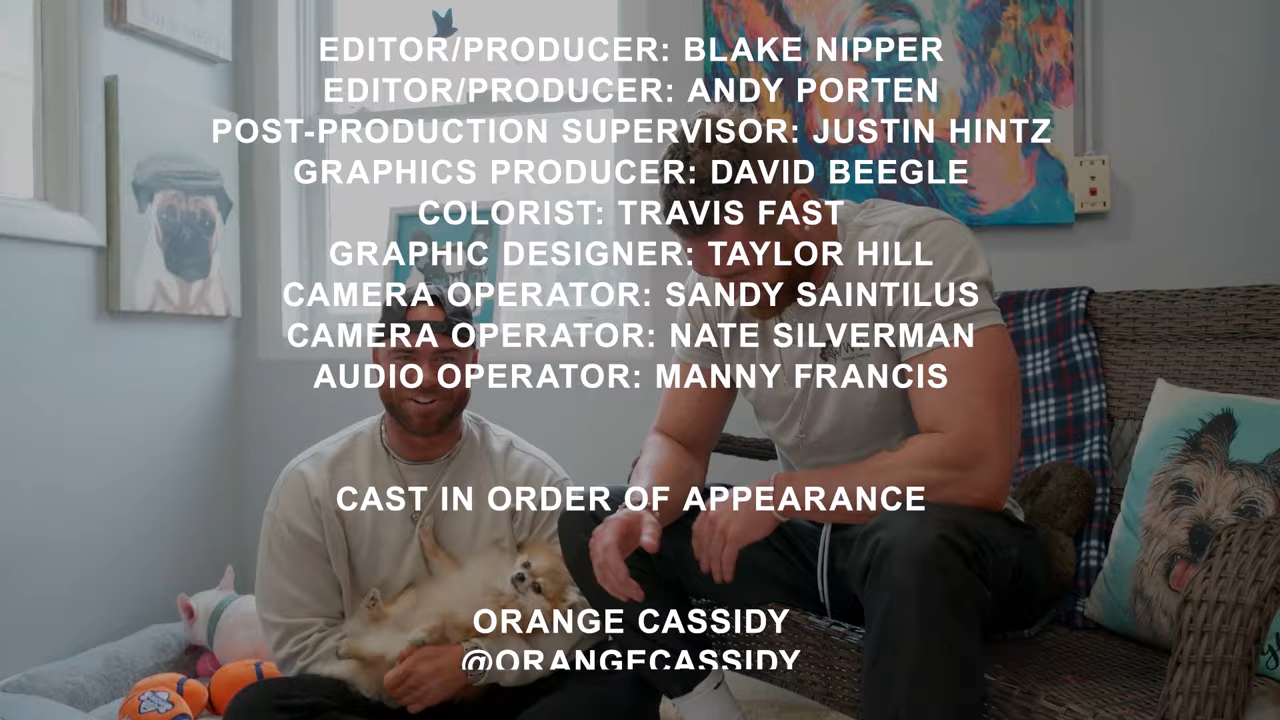 EDITOR/PRODUCER: BLAKE NIPPER
EDITOR/PRODUCER: ANDY PORTEN
POST-PRODUCTION SUPERVISOR: JUSTIN HINTZ
GRAPHICS PRODUCER: DAVID BEEGLE
COLORIST: TRAVIS FAST
GRAPHIC DESIGNER: TAYLOR HILL
CAMERA OPERATOR: SANDY SAINTILUS
CAMERA OPERATOR: NATE SILVERMAN
AUDIO OPERATOR: MANNY FRANCIS
CAST IN ORDER OF APPEARANCE
ORANGE CASSIDY
@ORANGECASSIDY